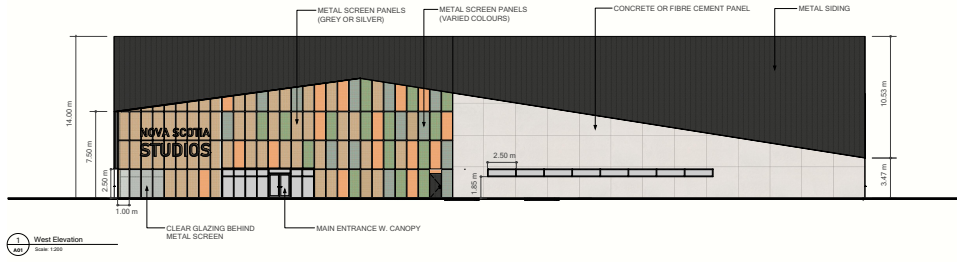 METAL SCREEN PANELS
(GREY OR SILVER)
METAL SCREEN PANELS
(VARIED COLOURS)
CONCRETE OR FIBRE CEMENT PANEL
METAL SIDING
14.00 m
7.50 m
2.50 m
1.00 m
NOVA SCOTIA
STUDIOS
2.50 m
1.85 m
10.53 m
3.47 m
CLEAR GLAZING BEHIND
METAL SCREEN
MAIN ENTRANCE W. CANOPY
1
A01
West Elevation
Scale: 1:200